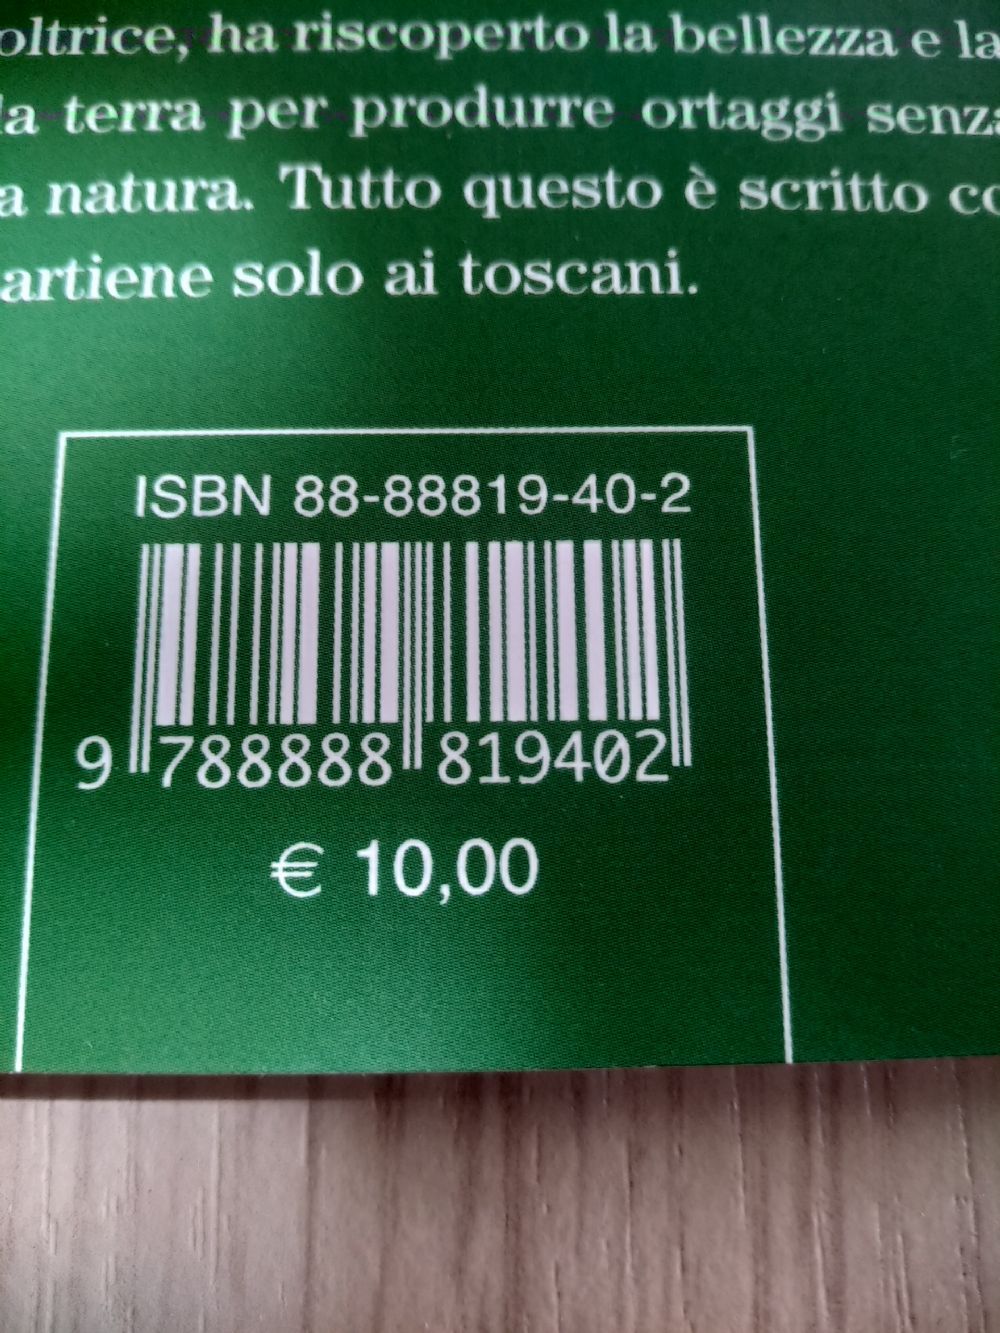 oltrice, ha riscoperto la bellezza e la
la terra per produrre ortaggi senza
a natura. Tutto questo è scritto co
artiene solo ai toscani.
ISBN 88-88819-40-2
9 788888 819402
€ 10,00